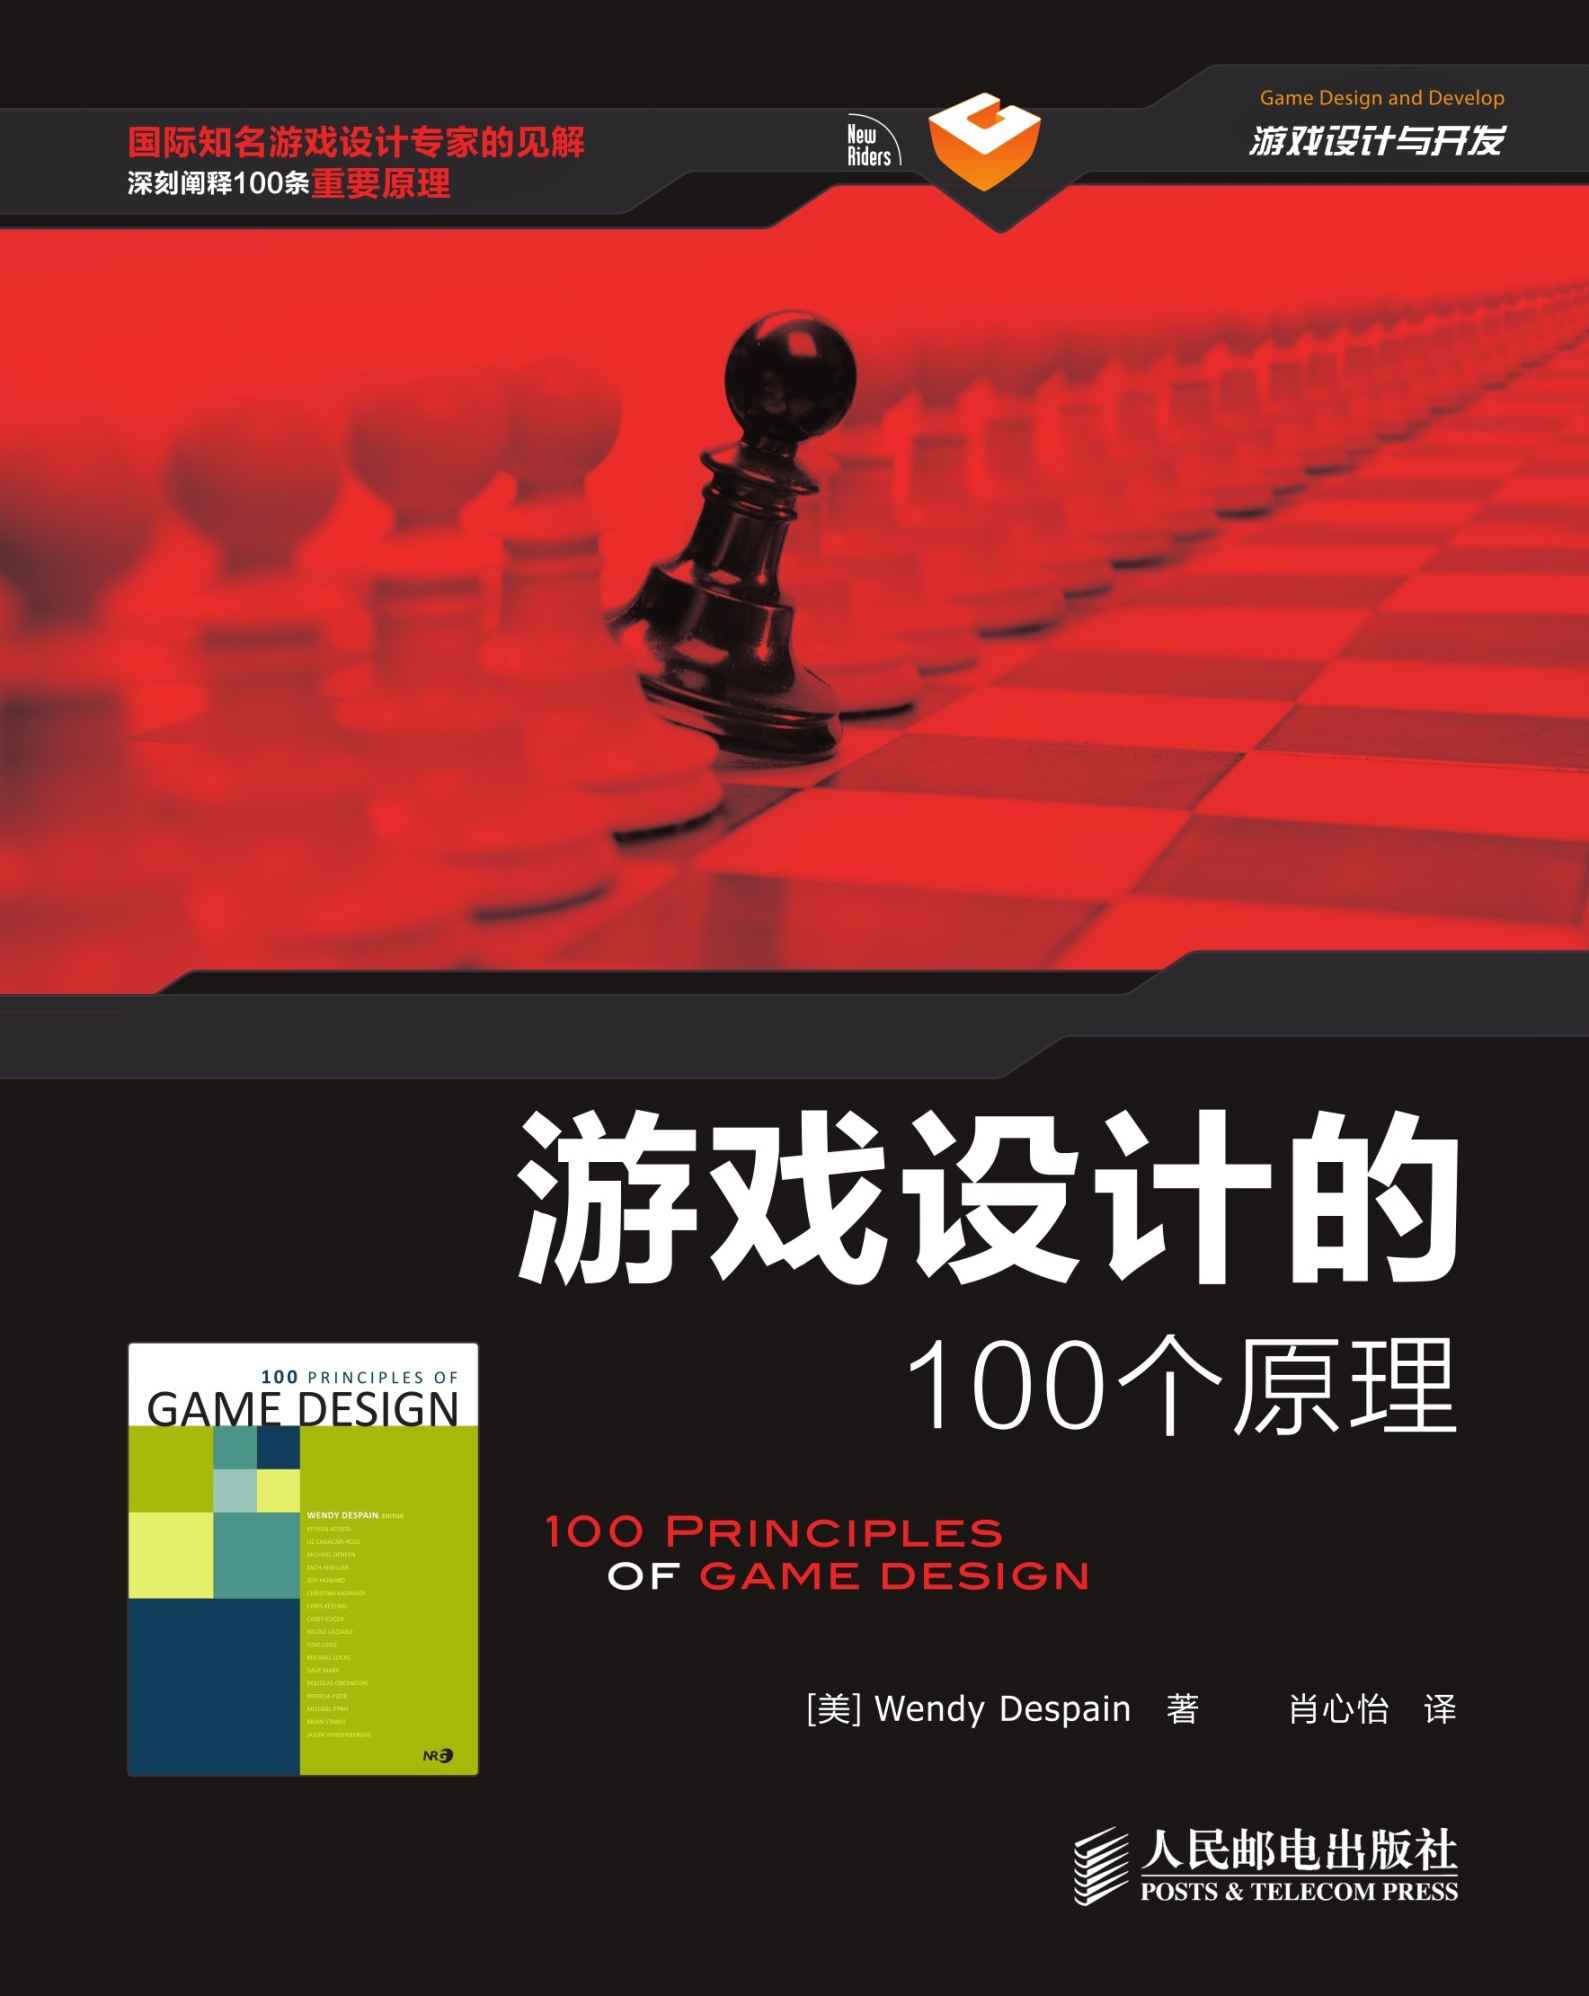 国际知名游戏设计专家的见解
深刻阐释100条重要原理
New
Riders
Game Design and Develop
游戏设计与开发
游戏设计的
100个原理
100 PRINCIPLES OF
GAME DESIGN
WENDY DESPAIN, EDITOR
100 PRINCIPLES
OF GAME DESIGN
[美] Wendy Despain 著 肖心怡 译
人民邮电出版社
POSTS & TELECOM PRESS